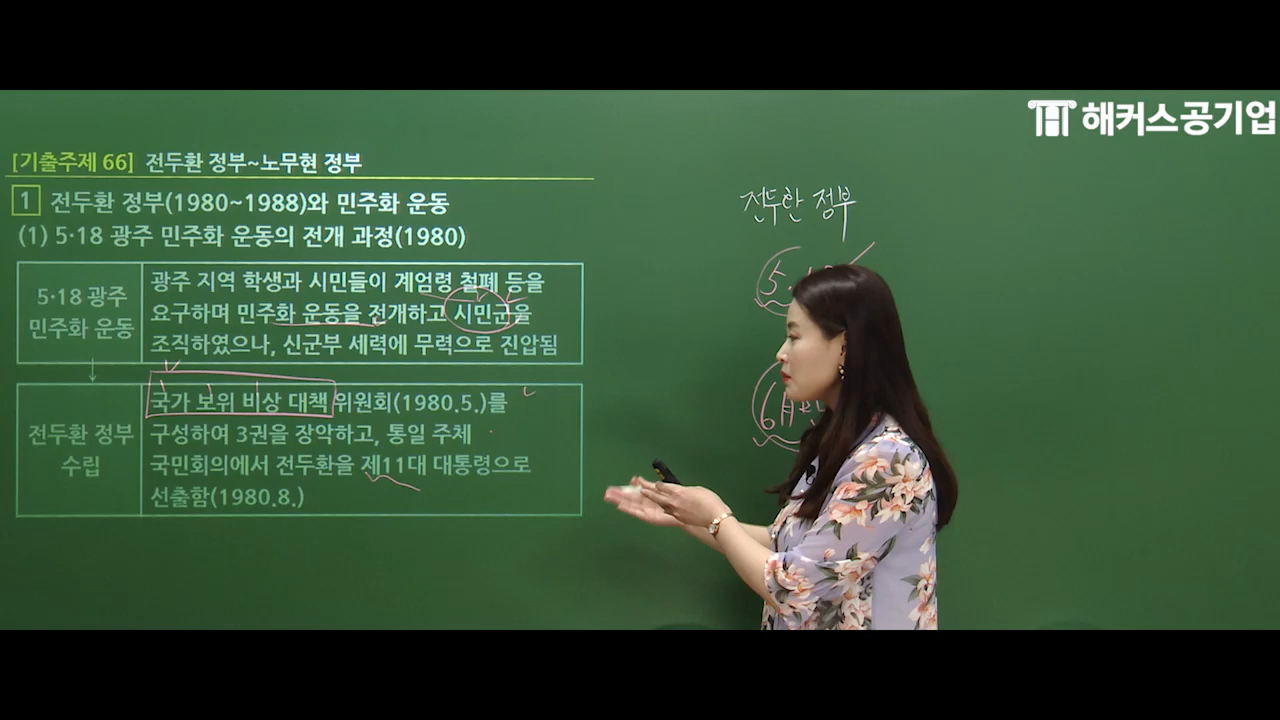 해커스공기업
[기출주제 66] 전두환 정부~노무현 정부
1 전두환 정부(1980~1988)와 민주화 운동
(1) 5·18 광주 민주화 운동의 전개 과정(1980)
5·18 광주
민주화 운동
광주 지역 학생과 시민들이 계엄령 철폐 등을
요구하며 민주화 운동을 전개하고 시민군을
조직하였으나, 신군부 세력에 무력으로 진압됨
전두환 정부
수립
국가 보위 비상 대책 위원회(1980.5.)를
구성하여 3권을 장악하고, 통일 주체
국민회의에서 전두환을 제11대 대통령으로
선출함(1980.8.)
전두환 정부